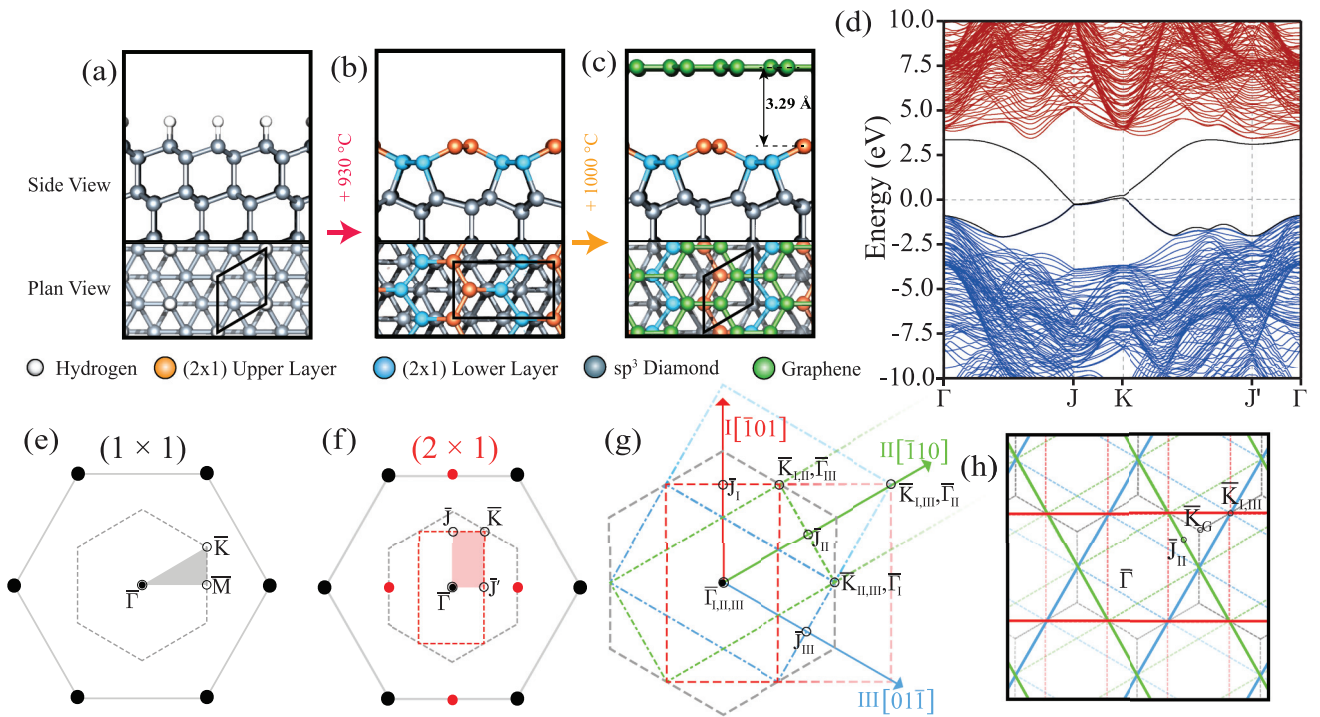 (a)
(b)
(c)
3.29 Å
Side View
Plan View
+ 930 °C
+ 1000 °C
Hydrogen
(2x1) Upper Layer
(2x1) Lower Layer
sp³ Diamond
Graphene
(d)
Energy (eV)
10.0
7.5
5.0
2.5
0.0
-2.5
-5.0
-7.5
-10.0
Γ
J
K
J'
Γ
(e)
(1 × 1)
K̅
M̅
Γ̅
(f)
(2 × 1)
J̅
K̅
Γ̅
J̅'
(g)
I[1̅01]
II[1̅10]
K̅I,II,Γ̅III
K̅I,III,Γ̅II
J̅I
J̅II
K̅II,III,Γ̅I
Γ̅I,II,III
J̅III
III[011̅]
(h)
K̅I,III
K̅G
J̅II
Γ̅